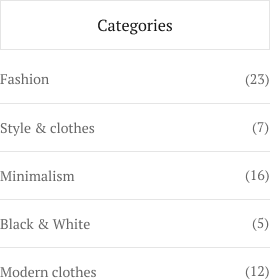 Categories
Fashion (23)
Style & clothes (7)
Minimalism (16)
Black & White (5)
Modern clothes (12)